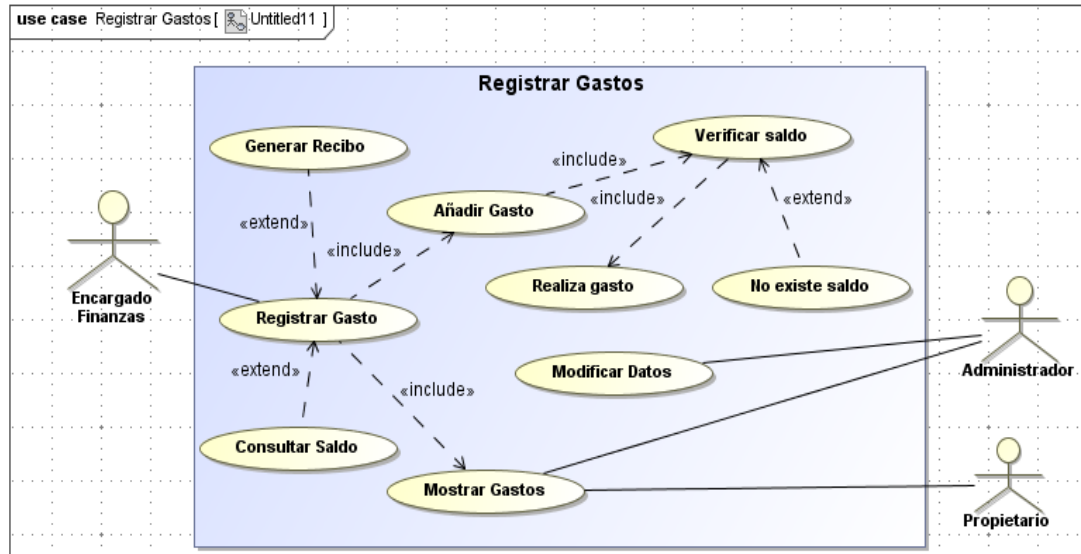 use case Registrar Gastos [ Untitled11 ]
Registrar Gastos
Generar Recibo
Verificar saldo
«include»
Añadir Gasto
«include»
«extend»
«extend»
«include»
Realiza gasto
No existe saldo
Encargado
Finanzas
Registrar Gasto
«extend»
«include»
Modificar Datos
Administrador
Consultar Saldo
Mostrar Gastos
Propietario